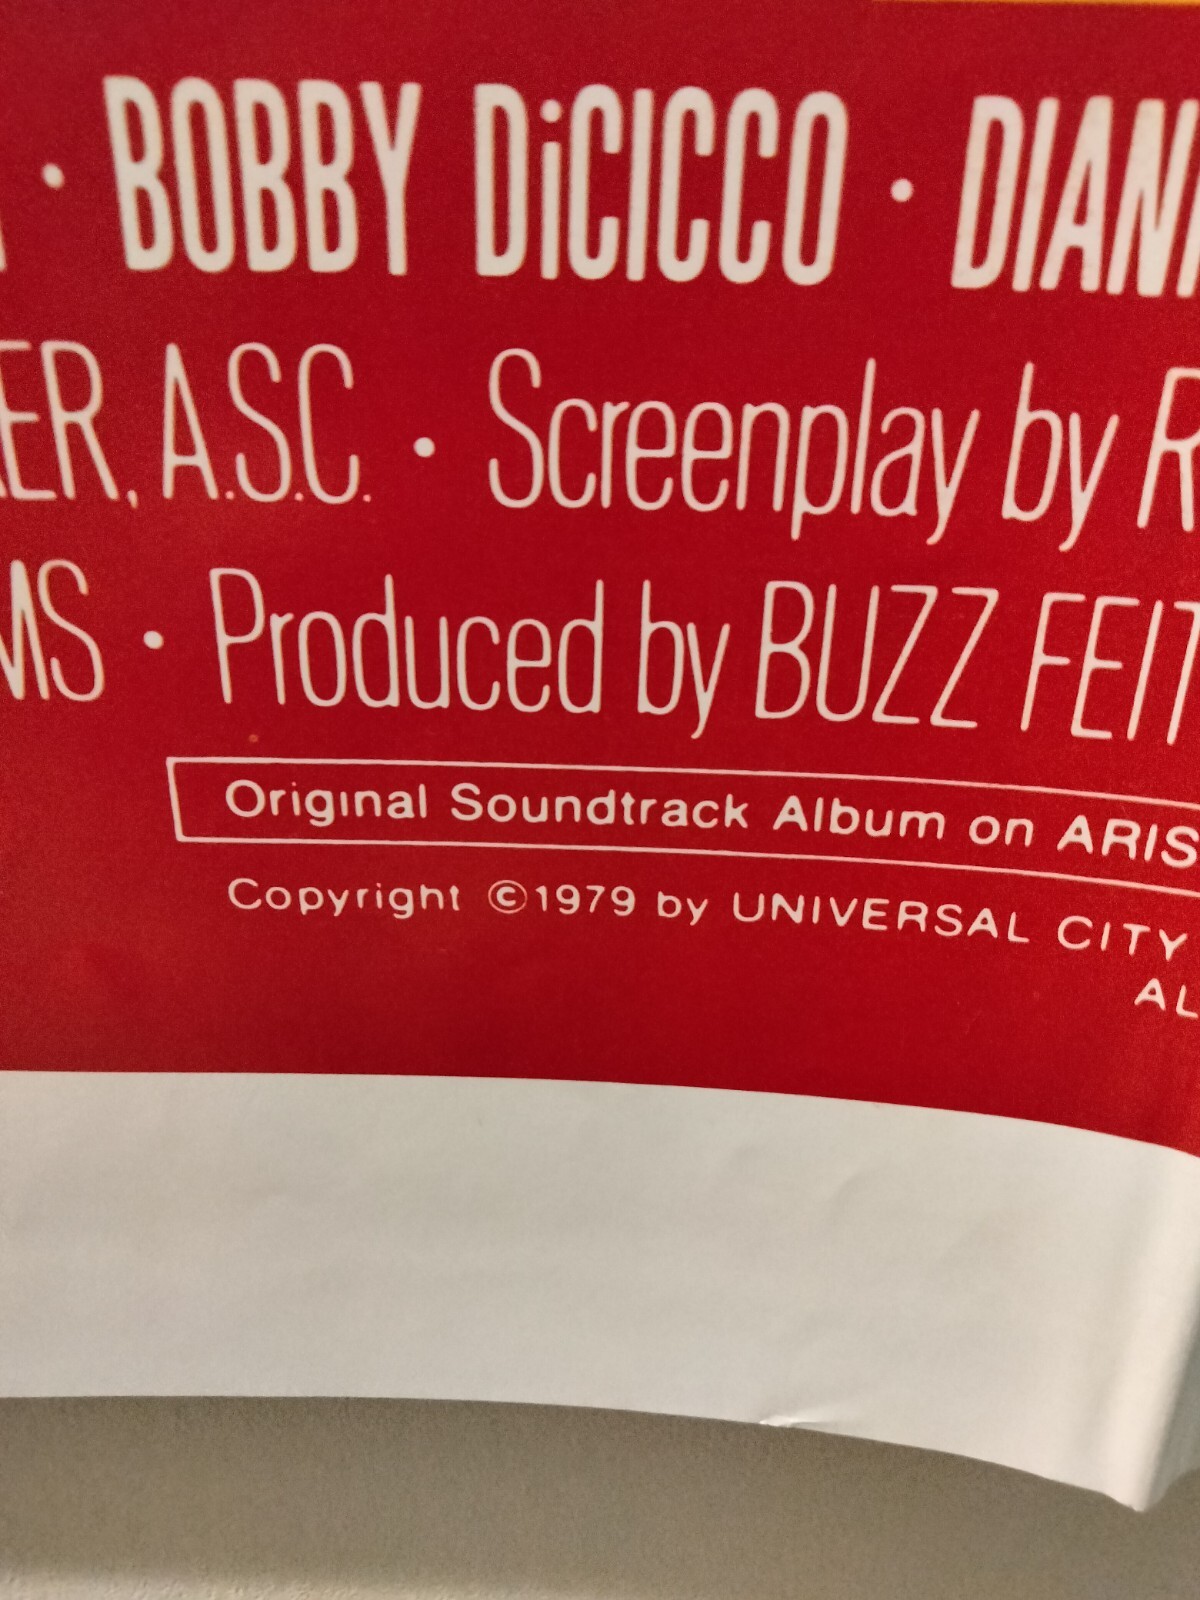 · BOBBY DiCICCO · DIAN
ER, A.S.C. · Screenplay by R
MS · Produced by BUZZ FEIT
Original Soundtrack Album on ARIS
Copyright ©1979 by UNIVERSAL CITY
AL